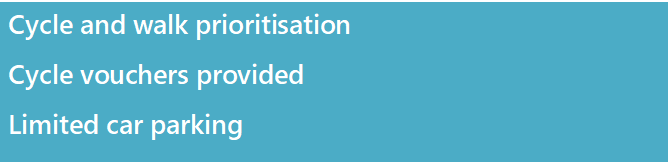 Cycle and walk prioritisation
Cycle vouchers provided
Limited car parking